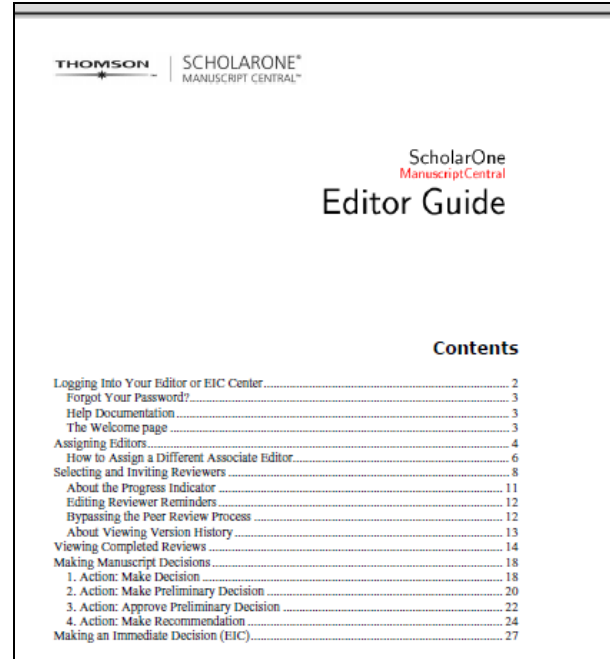 THOMSON
SCHOLARONE®
MANUSCRIPT CENTRAL™
ScholarOne
ManuscriptCentral
Editor Guide
Contents
Logging Into Your Editor or EIC Center 2
Forgot Your Password? 3
Help Documentation 3
The Welcome page 3
Assigning Editors 4
How to Assign a Different Associate Editor 6
Selecting and Inviting Reviewers 8
About the Progress Indicator 11
Editing Reviewer Reminders 12
Bypassing the Peer Review Process 12
About Viewing Version History 13
Viewing Completed Reviews 14
Making Manuscript Decisions 18
1. Action: Make Decision 18
2. Action: Make Preliminary Decision 20
3. Action: Approve Preliminary Decision 22
4. Action: Make Recommendation 24
Making an Immediate Decision (EIC) 27